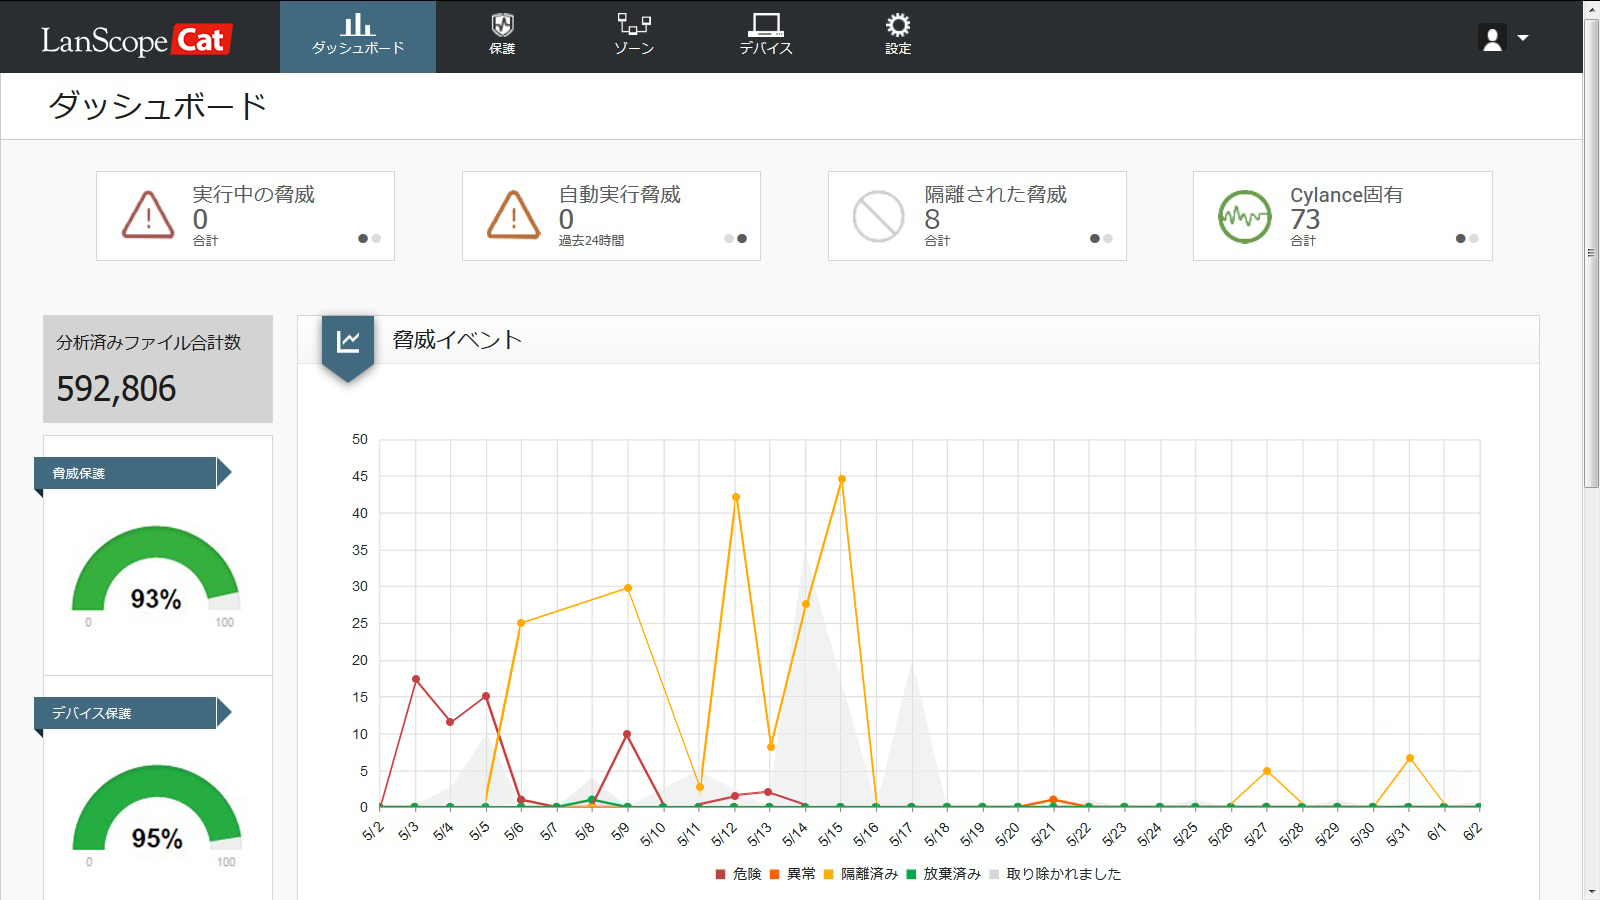 LanScope Cat
ダッシュボード
保護
ゾーン
デバイス
設定
ダッシュボード
実行中の脅威
0
合計
自動実行脅威
0
過去24時間
隔離された脅威
8
合計
Cylance固有
73
合計
分析済みファイル合計数
592,806
脅威保護
93%
0 100
デバイス保護
95%
0 100
脅威イベント
50
45
40
35
30
25
20
15
10
5
0
5/2 5/3 5/4 5/5 5/6 5/7 5/8 5/9 5/10 5/11 5/12 5/13 5/14 5/15 5/16 5/17 5/18 5/19 5/20 5/21 5/22 5/23 5/24 5/25 5/26 5/27 5/28 5/29 5/30 5/31 6/1 6/2
危険 異常 隔離済み 放棄済み 取り除かれました